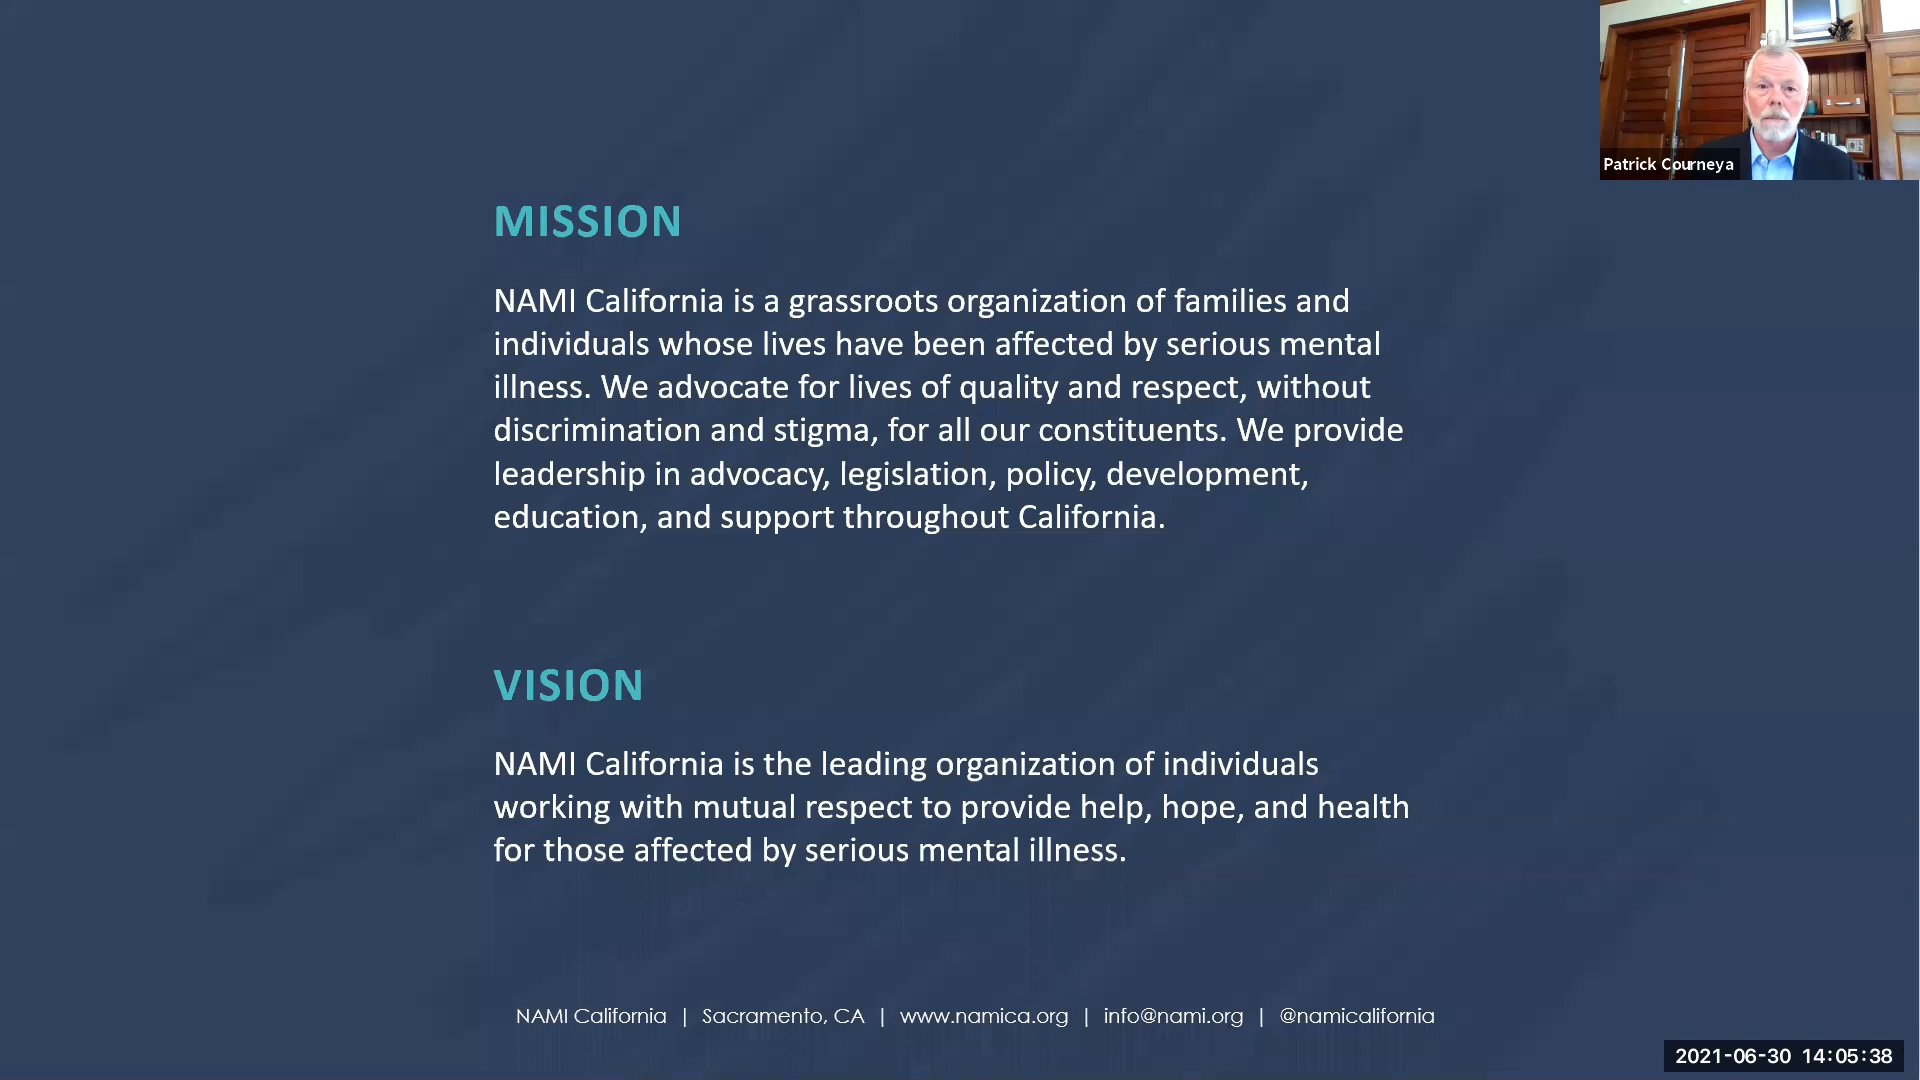 Patrick Courneya
MISSION
NAMI California is a grassroots organization of families and
individuals whose lives have been affected by serious mental
illness. We advocate for lives of quality and respect, without
discrimination and stigma, for all our constituents. We provide
leadership in advocacy, legislation, policy, development,
education, and support throughout California.
VISION
NAMI California is the leading organization of individuals
working with mutual respect to provide help, hope, and health
for those affected by serious mental illness.
NAMI California | Sacramento, CA | www.namica.org | info@nami.org | @namicalifornia
2021-06-30 14:05:38